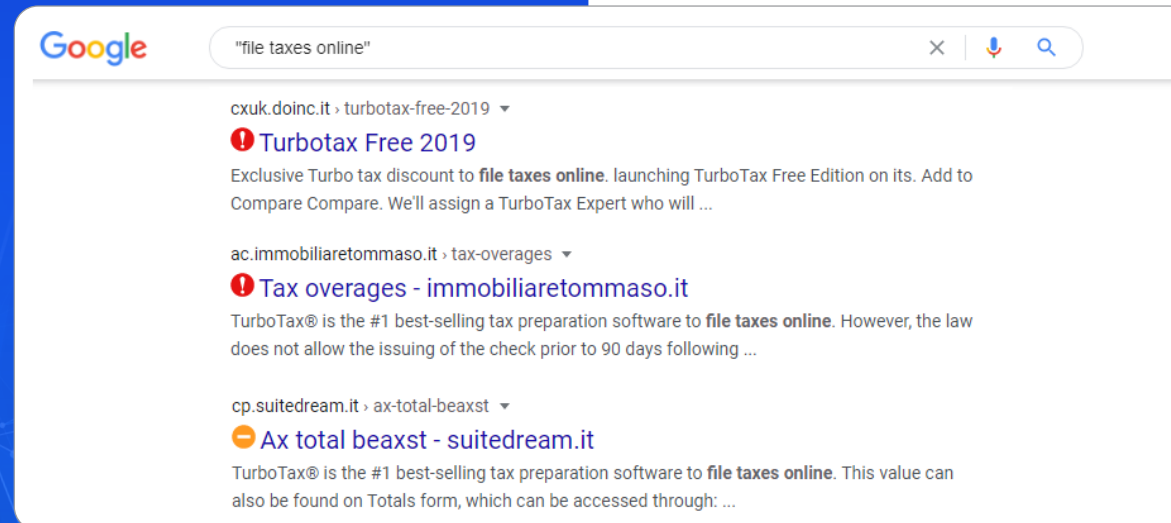 Google
"file taxes online"
cxuk.doinc.it › turbotax-free-2019
Turbotax Free 2019
Exclusive Turbo tax discount to file taxes online. launching TurboTax Free Edition on its. Add to
Compare Compare. We'll assign a TurboTax Expert who will ...
ac.immobiliaretommaso.it › tax-overages
Tax overages - immobiliaretommaso.it
TurboTax® is the #1 best-selling tax preparation software to file taxes online. However, the law
does not allow the issuing of the check prior to 90 days following ...
cp.suitedream.it › ax-total-beaxst
Ax total beaxst - suitedream.it
TurboTax® is the #1 best-selling tax preparation software to file taxes online. This value can
also be found on Totals form, which can be accessed through: ...